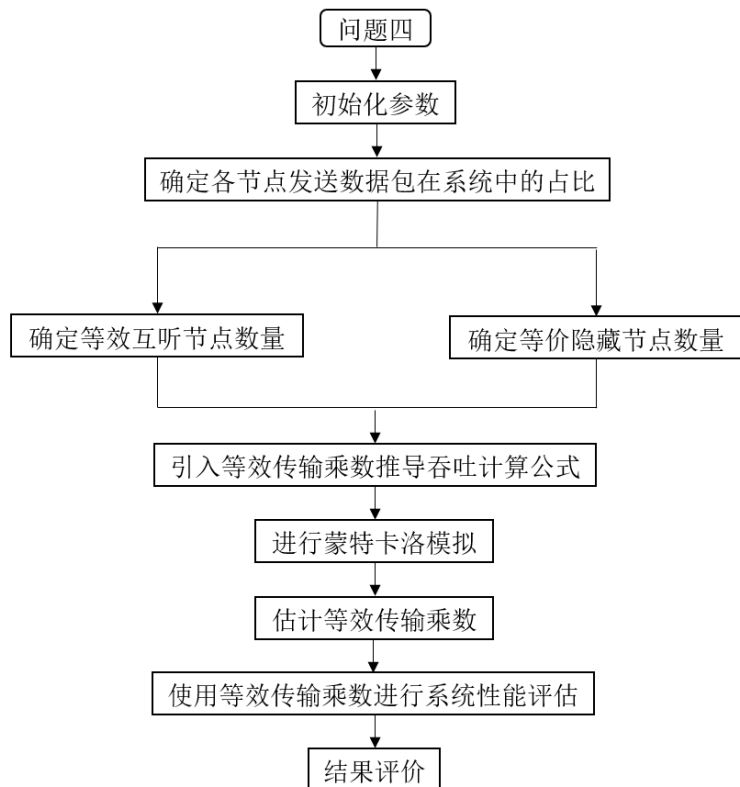 问题四
初始化参数
确定各节点发送数据包在系统中的占比
确定等效互听节点数量
确定等价隐藏节点数量
引入等效传输乘数推导吞吐计算公式
进行蒙特卡洛模拟
估计等效传输乘数
使用等效传输乘数进行系统性能评估
结果评价